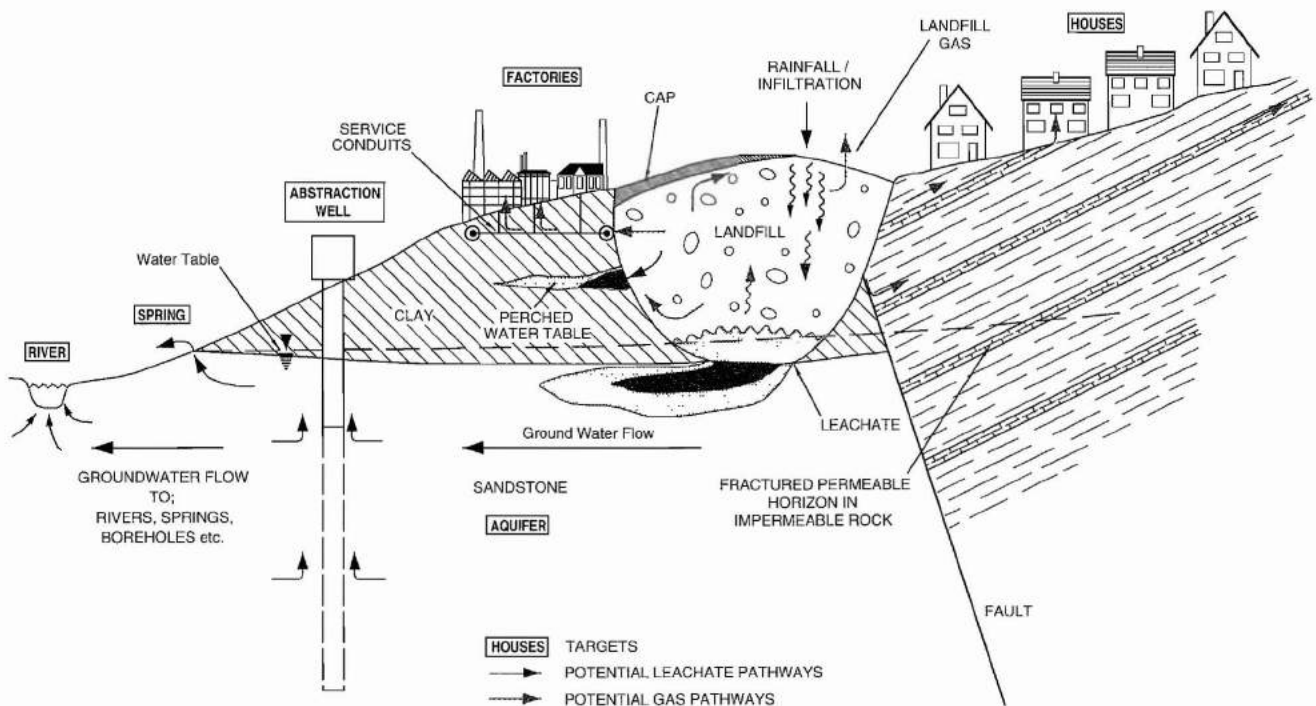 HOUSES
LANDFILL
GAS
RAINFALL /
INFILTRATION
FACTORIES
CAP
SERVICE
CONDUITS
ABSTRACTION
WELL
LANDFILL
Water Table
PERCHED
WATER TABLE
CLAY
SPRING
RIVER
LEACHATE
Ground Water Flow
GROUNDWATER FLOW
TO;
RIVERS, SPRINGS,
BOREHOLES etc.
SANDSTONE
FRACTURED PERMEABLE
HORIZON IN
IMPERMEABLE ROCK
AQUIFER
FAULT
HOUSES TARGETS
POTENTIAL LEACHATE PATHWAYS
POTENTIAL GAS PATHWAYS